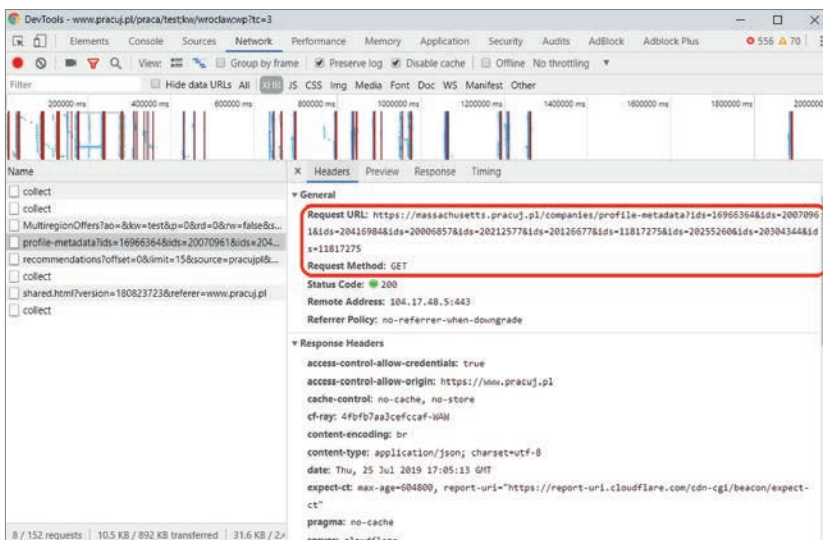 DevTools - www.pracuj.pl/praca/test;kw/wroclaw;wp?tc=3
Elements Console Sources Network Performance Memory Application Security Audits AdBlock Adblock Plus 556 70
View: Group by frame Preserve log Disable cache Offline No throttling
Filter Hide data URLs All XHR JS CSS Img Media Font Doc WS Manifest Other
200000 ms 400000 ms 600000 ms 800000 ms 1000000 ms 1200000 ms 1400000 ms 1600000 ms 1800000 ms 2000000
Name
collect
collect
MultiregionOffers?ao=&kw=test&p=0&rd=0&rw=false&s...
profile-metadata?ids=16966364&ids=20070961&ids=204...
recommendations?offset=0&limit=15&source=pracujpl&...
collect
shared.html?version=180823723&referer=www.pracuj.pl
collect
8 / 152 requests 10.5 KB / 892 KB transferred 31.6 KB / 2.
× Headers Preview Response Timing
General
Request URL: https://massachusetts.pracuj.pl/companies/profile-metadata?ids=16966364&ids=2007096
1&ids=20416984&ids=20006857&ids=20212577&ids=20126677&ids=11817275&ids=20255260&ids=20304344&id
s=11817275
Request Method: GET
Status Code: 200
Remote Address: 104.17.48.5:443
Referrer Policy: no-referrer-when-downgrade
Response Headers
access-control-allow-credentials: true
access-control-allow-origin: https://www.pracuj.pl
cache-control: no-cache, no-store
cf-ray: 4fbfb7aa3cefccaf-WAW
content-encoding: br
content-type: application/json; charset=utf-8
date: Thu, 25 Jul 2019 17:05:13 GMT
expect-ct: max-age=604800, report-uri="https://report-uri.cloudflare.com/cdn-cgi/beacon/expect-
ct"
pragma: no-cache
server: cloudflare